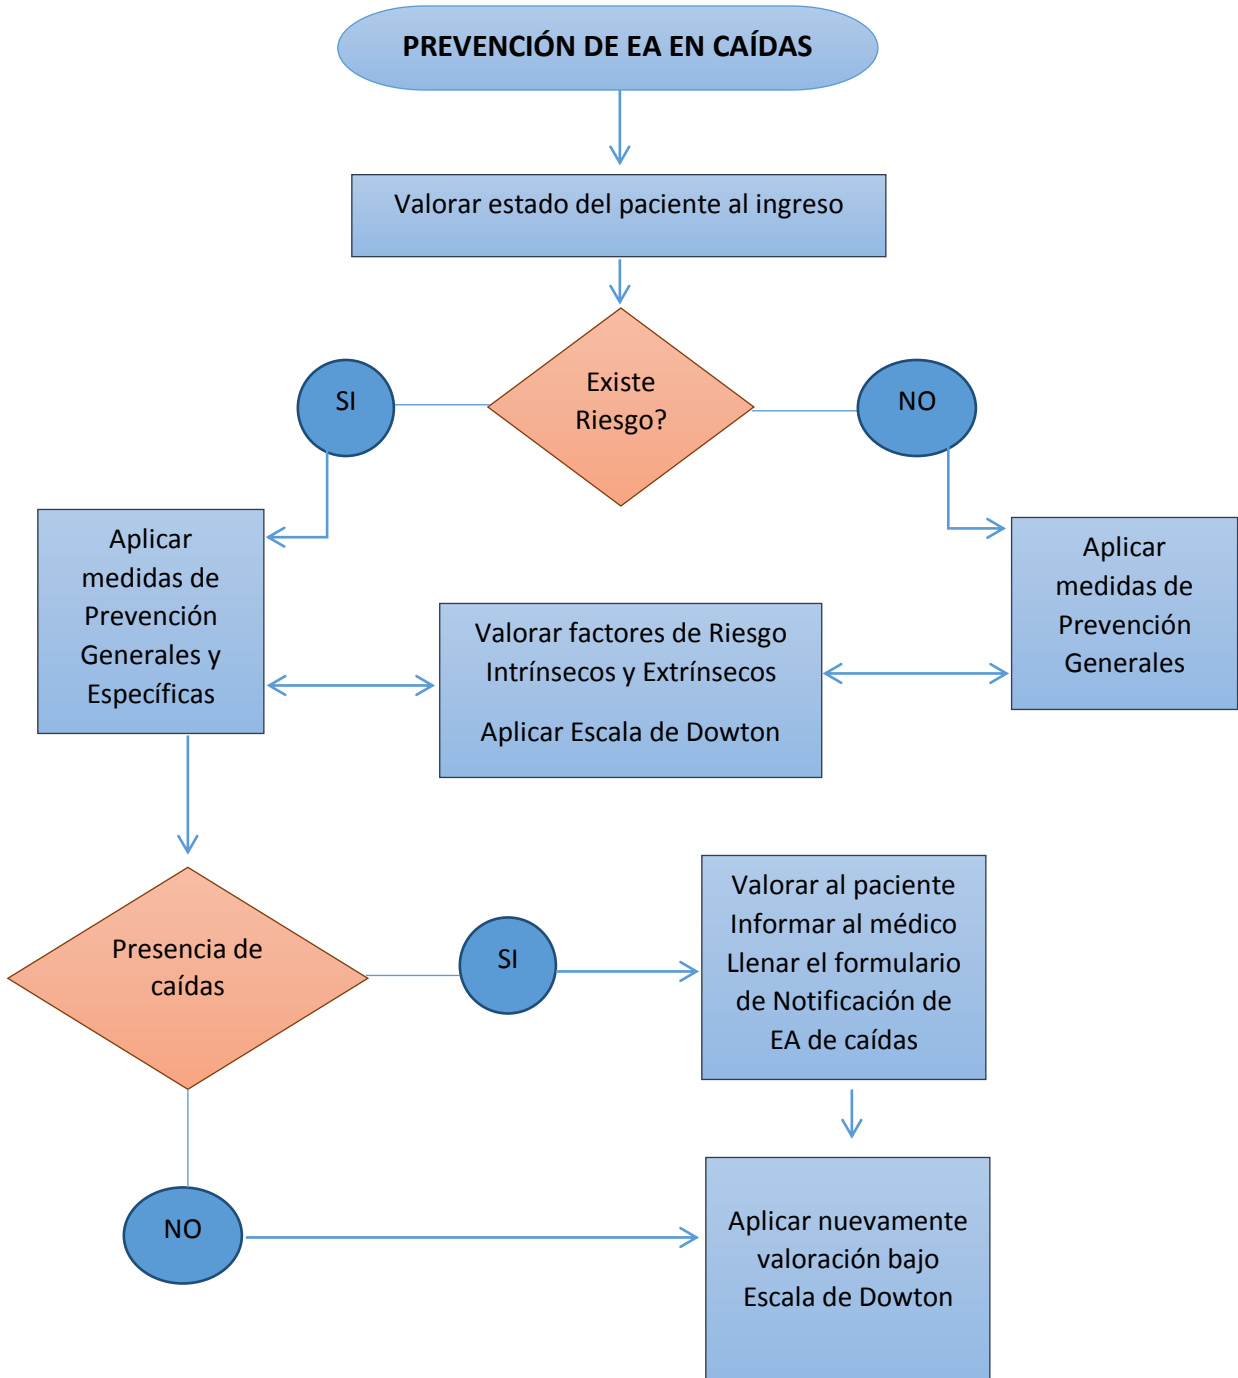 PREVENCIÓN DE EA EN CAÍDAS
Valorar estado del paciente al ingreso
Existe
Riesgo?
SI
NO
Aplicar
medidas de
Prevención
Generales y
Específicas
Valorar factores de Riesgo
Intrínsecos y Extrínsecos
Aplicar Escala de Dowton
Aplicar
medidas de
Prevención
Generales
Presencia de
caídas
SI
Valorar al paciente
Informar al médico
Llenar el formulario
de Notificación de
EA de caídas
NO
Aplicar nuevamente
valoración bajo
Escala de Dowton